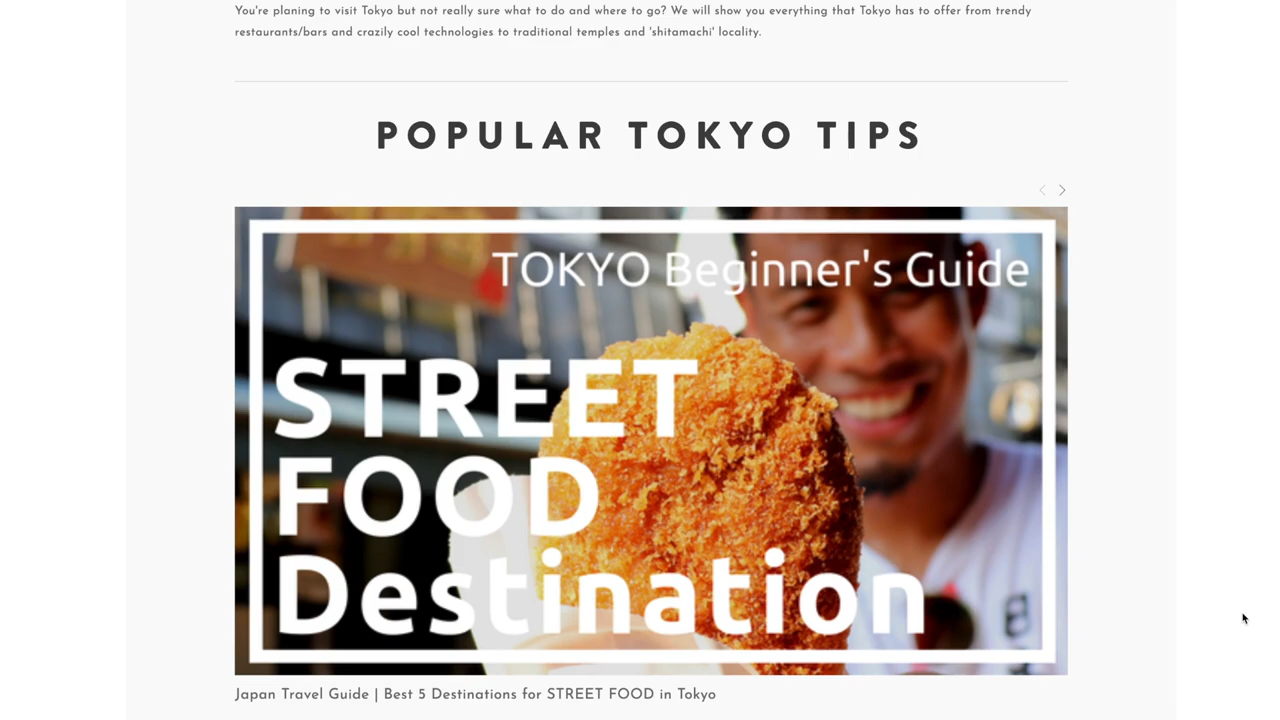 You're planing to visit Tokyo but not really sure what to do and where to go? We will show you everything that Tokyo has to offer from trendy
restaurants/bars and crazily cool technologies to traditional temples and 'shitamachi' locality.
POPULAR TOKYO TIPS
TOKYO Beginner's Guide
STREET
FOOD
Destination
Japan Travel Guide | Best 5 Destinations for STREET FOOD in Tokyo